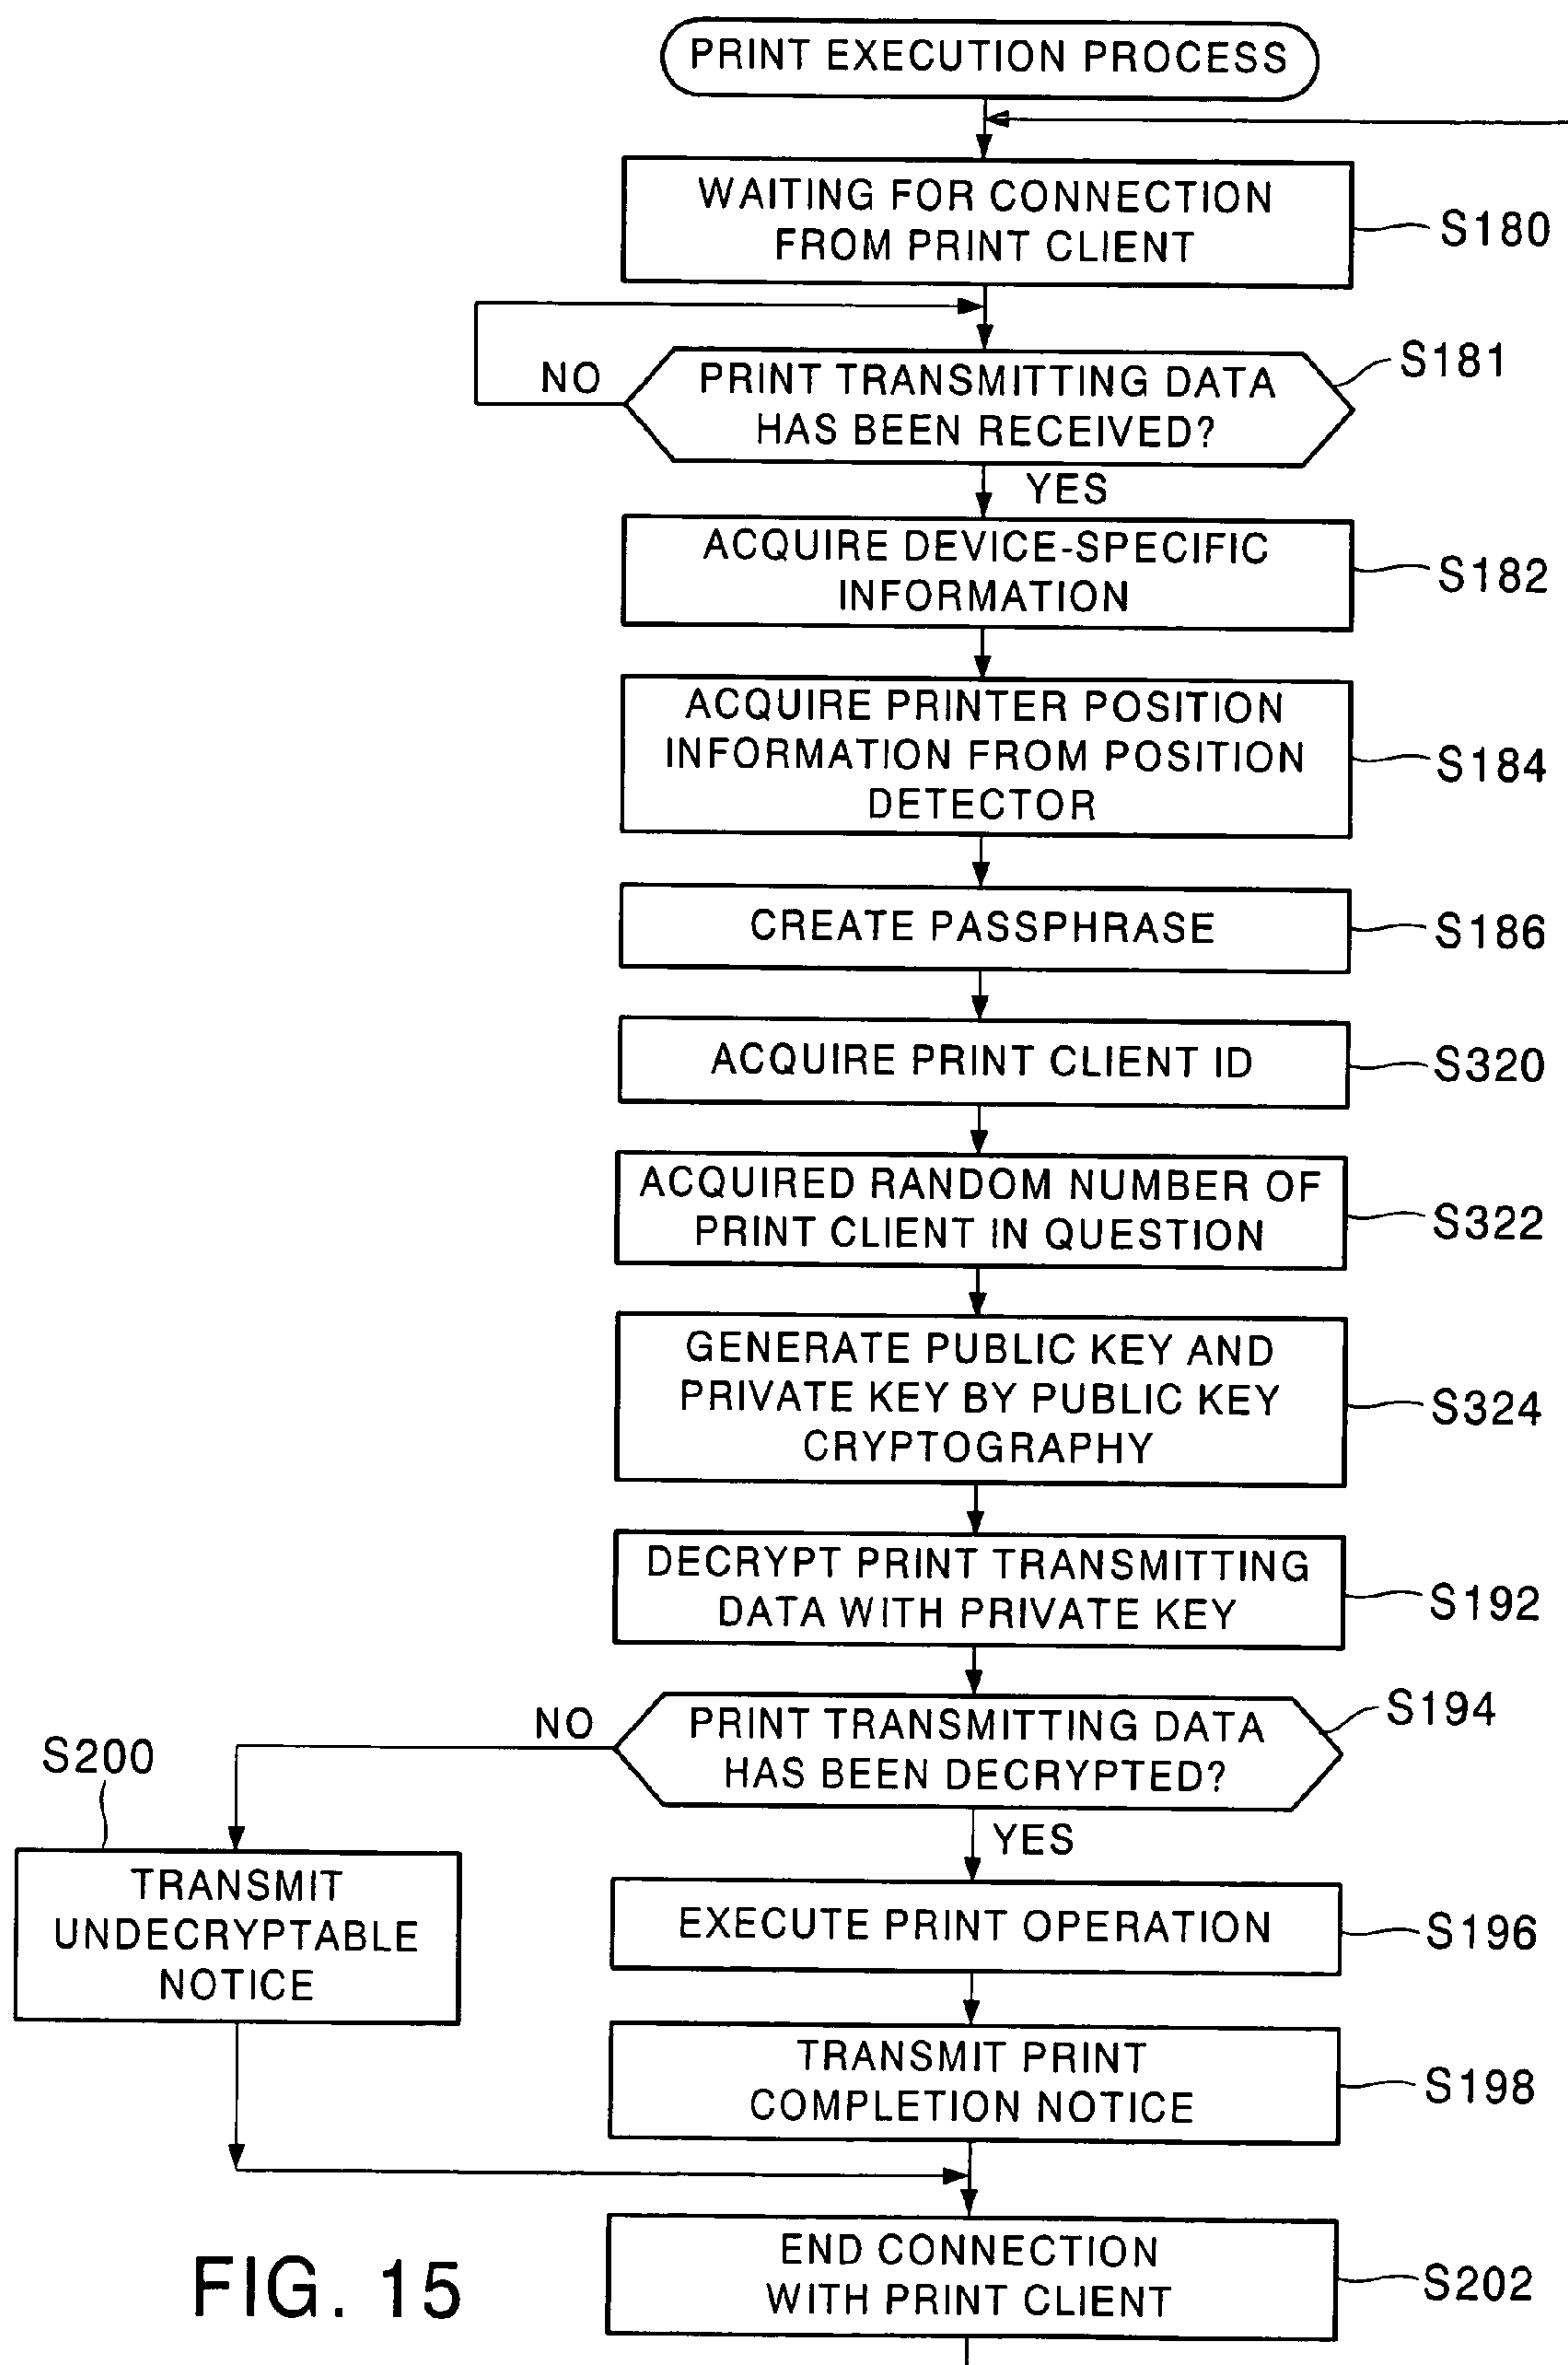 PRINT EXECUTION PROCESS
WAITING FOR CONNECTION
FROM PRINT CLIENT
S180
NO
PRINT TRANSMITTING DATA
HAS BEEN RECEIVED?
S181
YES
ACQUIRE DEVICE-SPECIFIC
INFORMATION
S182
ACQUIRE PRINTER POSITION
INFORMATION FROM POSITION
DETECTOR
S184
CREATE PASSPHRASE
S186
ACQUIRE PRINT CLIENT ID
S320
ACQUIRED RANDOM NUMBER OF
PRINT CLIENT IN QUESTION
S322
GENERATE PUBLIC KEY AND
PRIVATE KEY BY PUBLIC KEY
CRYPTOGRAPHY
S324
DECRYPT PRINT TRANSMITTING
DATA WITH PRIVATE KEY
S192
NO
PRINT TRANSMITTING DATA
HAS BEEN DECRYPTED?
S194
S200
TRANSMIT
UNDECRYPTABLE
NOTICE
YES
EXECUTE PRINT OPERATION
S196
TRANSMIT PRINT
COMPLETION NOTICE
S198
END CONNECTION
WITH PRINT CLIENT
S202
FIG. 15